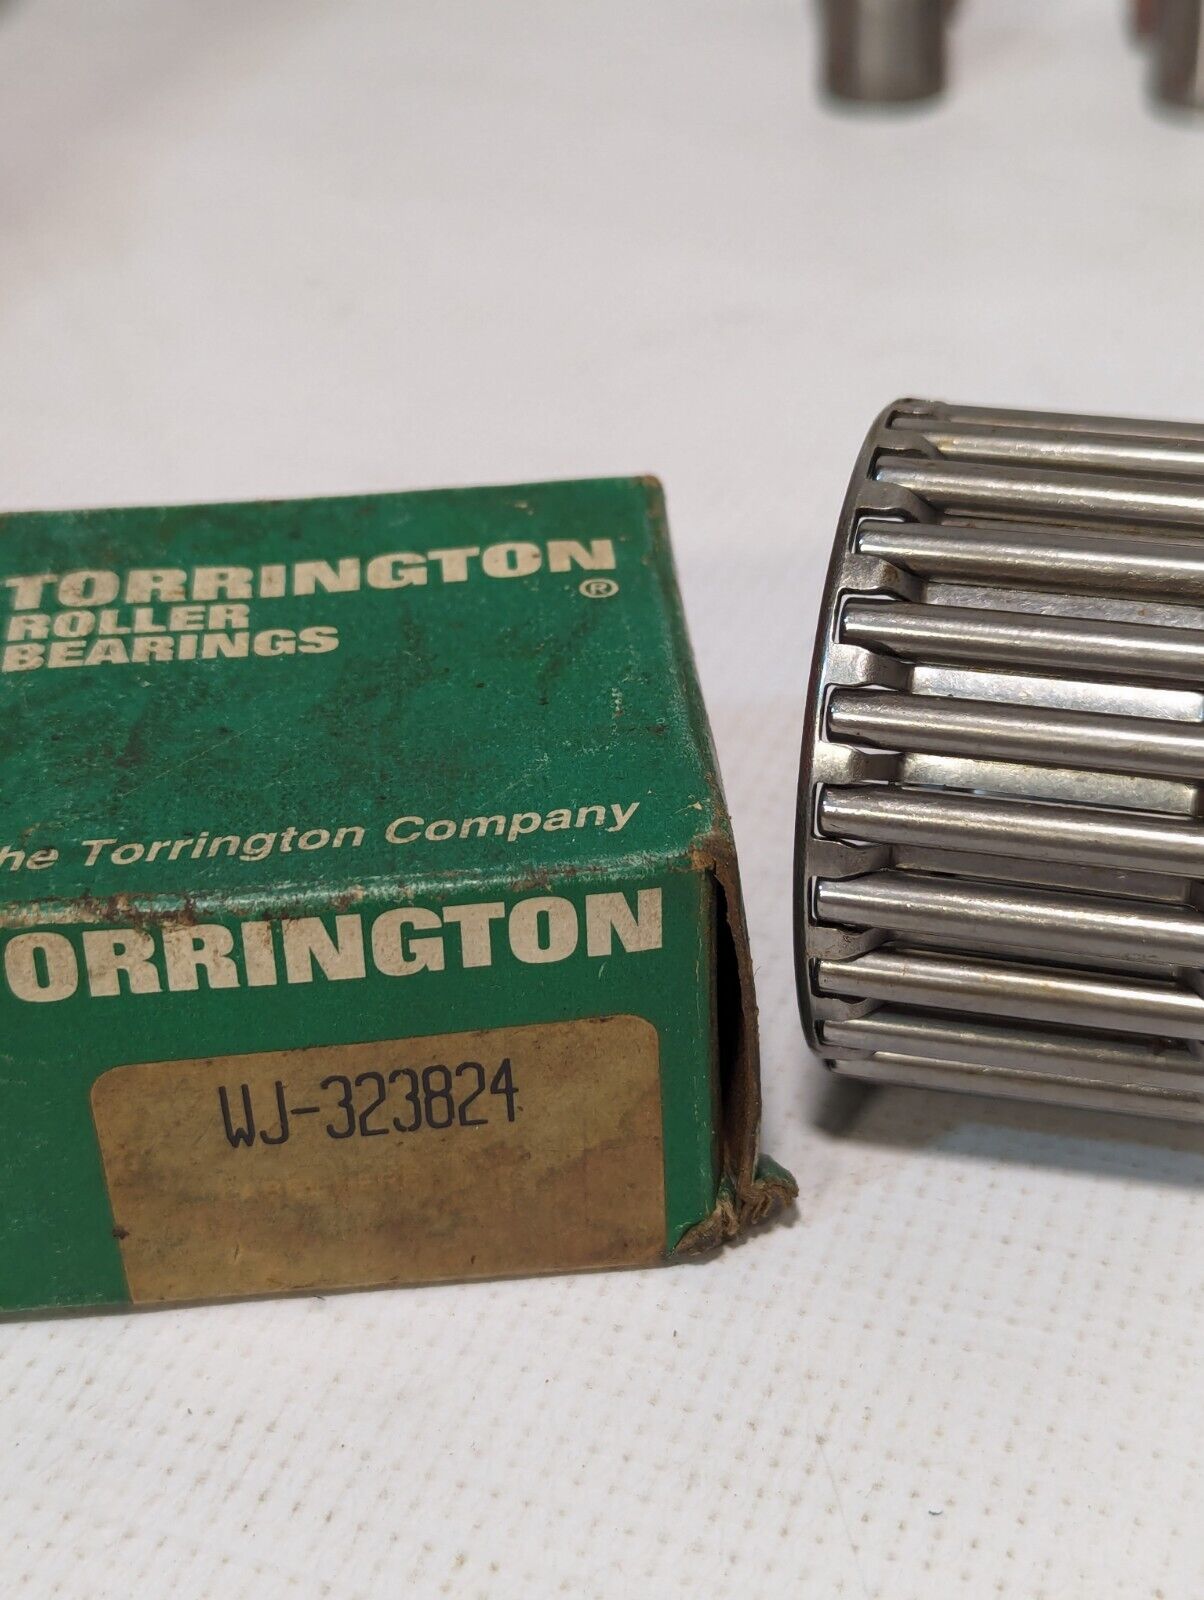 TORRINGTON ®
ROLLER
BEARINGS
he Torrington Company
ORRINGTON
WJ-323824